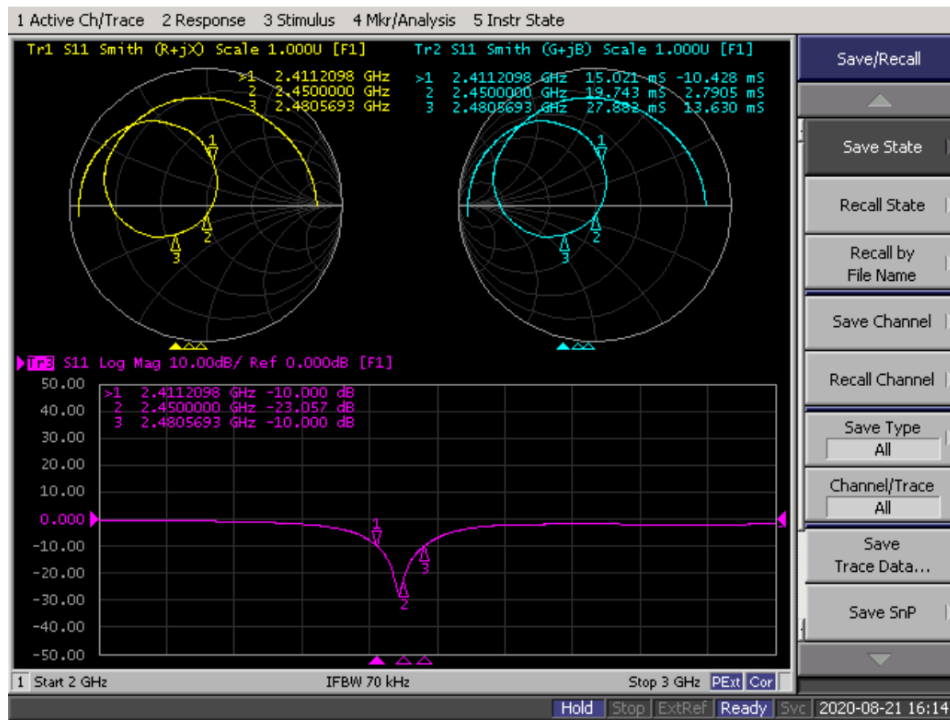 1 Active Ch/Trace 2 Response 3 Stimulus 4 Mkr/Analysis 5 Instr State
Tr1 S11 Smith (R+jX) Scale 1.000U [F1]
>1 2.4112098 GHz
2 2.4500000 GHz
3 2.4805693 GHz
1
2
3
Tr2 S11 Smith (G+jB) Scale 1.000U [F1]
>1 2.4112098 GHz 15.021 mS -10.428 mS
2 2.4500000 GHz 19.743 mS 2.7905 mS
3 2.4805693 GHz 27.882 mS 13.630 mS
1
2
3
Tr3 S11 Log Mag 10.00dB/ Ref 0.000dB [F1]
50.00
40.00
30.00
20.00
10.00
0.000
-10.00
-20.00
-30.00
-40.00
-50.00
>1 2.4112098 GHz -10.000 dB
2 2.4500000 GHz -23.057 dB
3 2.4805693 GHz -10.000 dB
1
2
3
1 Start 2 GHz IFBW 70 kHz Stop 3 GHz PExt Cor
Save/Recall
Save State
Recall State
Recall by
File Name
Save Channel
Recall Channel
Save Type
All
Channel/Trace
All
Save
Trace Data...
Save SnP
Hold Stop ExtRef Ready Svc 2020-08-21 16:14